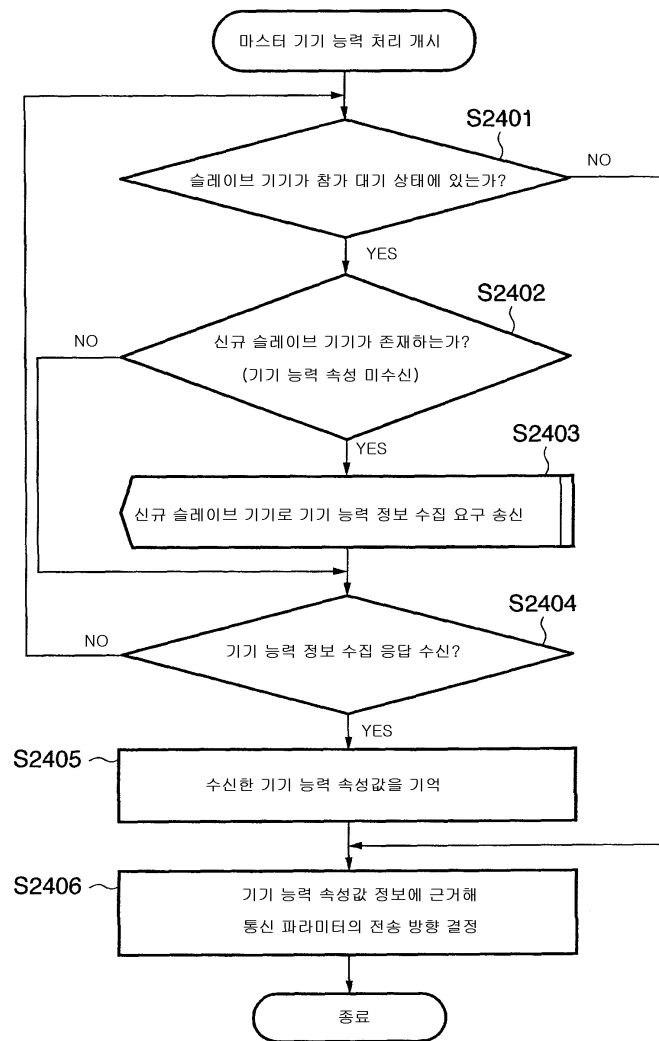 마스터 기기 능력 처리 개시
S2401
슬레이브 기기가 참가 대기 상태에 있는가?
NO
YES
S2402
NO
신규 슬레이브 기기가 존재하는가?
(기기 능력 속성 미수신)
YES
S2403
신규 슬레이브 기기로 기기 능력 정보 수집 요구 송신
S2404
NO
기기 능력 정보 수집 응답 수신?
YES
S2405
수신한 기기 능력 속성값을 기억
S2406
기기 능력 속성값 정보에 근거해
통신 파라미터의 전송 방향 결정
종료